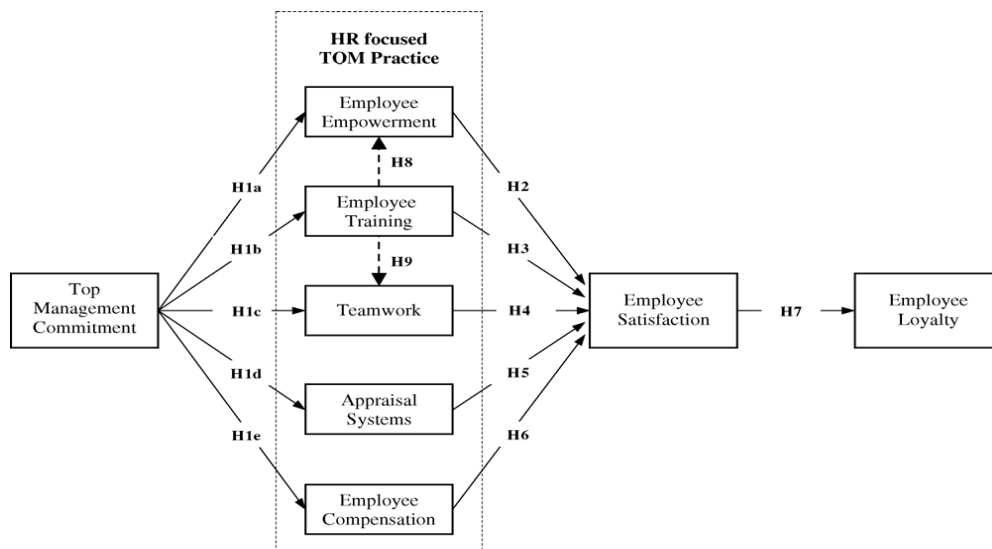 HR focused
TOM Practice
Employee
Empowerment
H8
H1a
H2
Employee
Training
H1b
H3
H9
Top
Management
Commitment
H1c
Teamwork
H4
Employee
Satisfaction
H7
Employee
Loyalty
H1d
H5
Appraisal
Systems
H1e
H6
Employee
Compensation